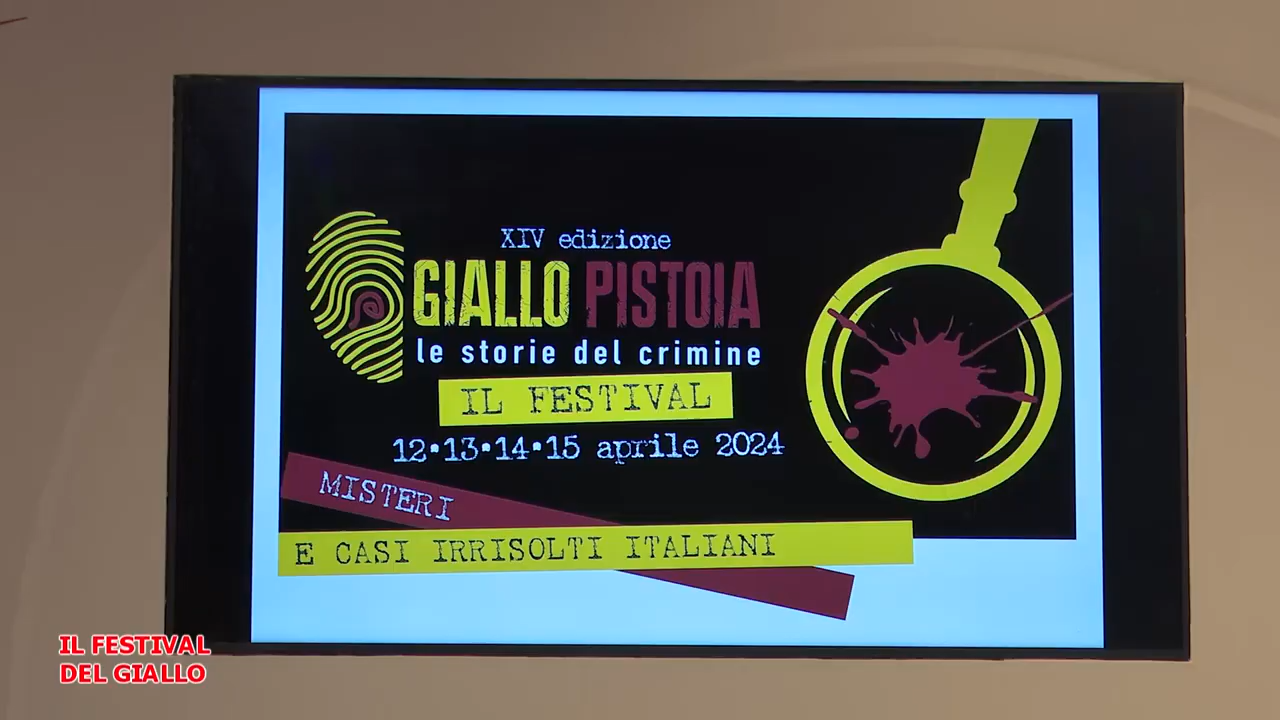 XIV edizione
GIALLO PISTOIA
le storie del crimine
IL FESTIVAL
12•13•14•15 aprile 2024
MISTERI
E CASI IRRISOLTI ITALIANI
IL FESTIVAL
DEL GIALLO